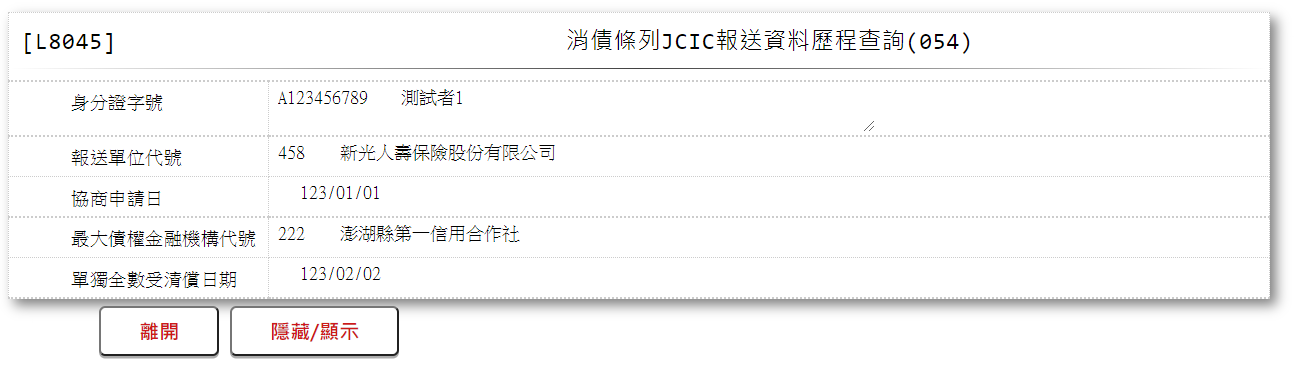 [L8045] 消債條列JCIC報送資料歷程查詢(054)
身分證字號 A123456789 測試者1
報送單位代號 458 新光人壽保險股份有限公司
協商申請日 123/01/01
最大債權金融機構代號 222 澎湖縣第一信用合作社
單獨全數受清償日期 123/02/02
離開 隱藏/顯示